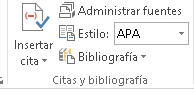 Insertar
cita
Administrar fuentes
Estilo: APA
Bibliografía
Citas y bibliografía